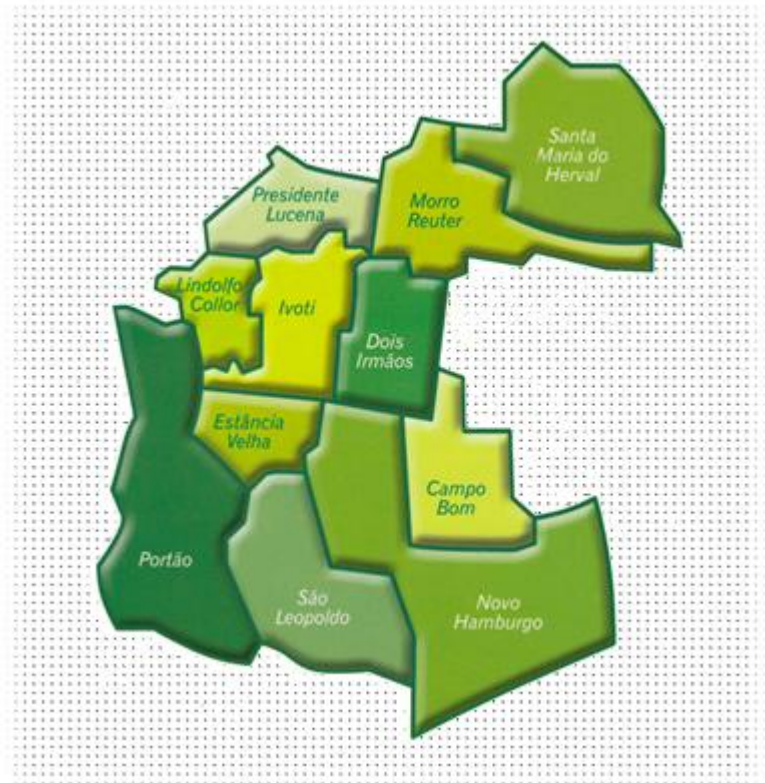 Santa
Maria do
Herval
Presidente
Lucena
Morro
Reuter
Lindolfo
Collor
Ivoti
Dois
Irmãos
Estância
Velha
Campo
Bom
Portão
São
Leopoldo
Novo
Hamburgo